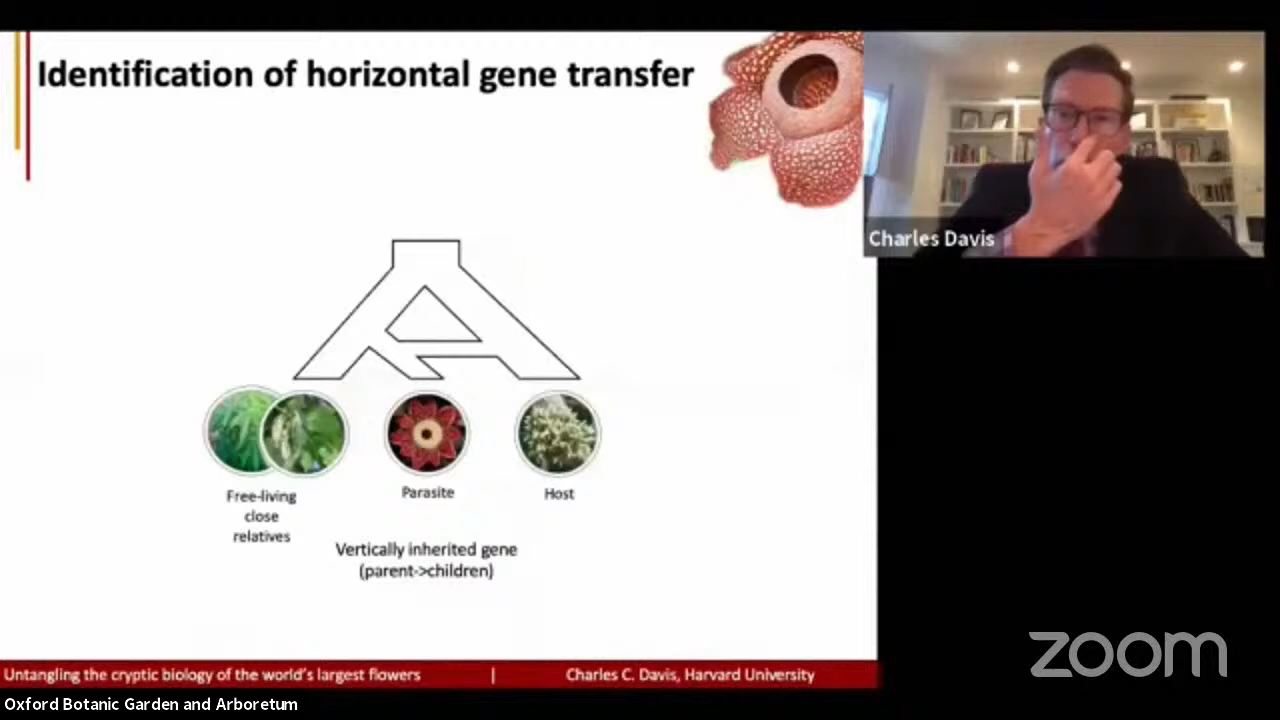 Identification of horizontal gene transfer
Charles Davis
Free-living
close
relatives
Parasite
Host
Vertically inherited gene
(parent->children)
Untangling the cryptic biology of the world's largest flowers | Charles C. Davis, Harvard University
zoom
Oxford Botanic Garden and Arboretum